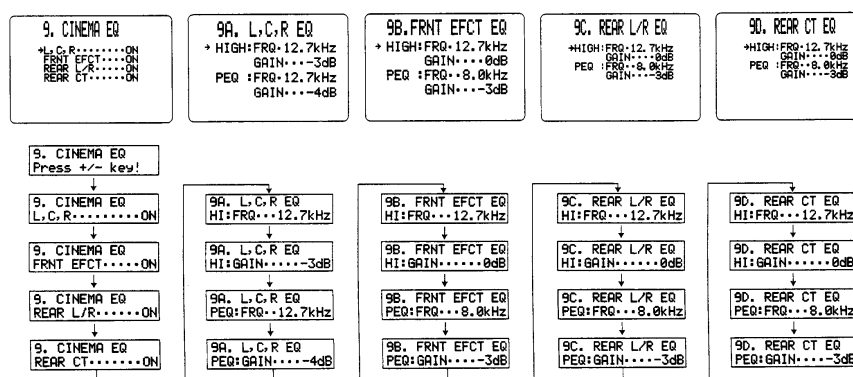 9. CINEMA EQ
→L,C,R········ON
FRNT EFCT····ON
REAR L/R·····ON
REAR CT······ON
9A. L,C,R EQ
→ HIGH:FRQ·12.7kHz
GAIN···-3dB
PEQ :FRQ·12.7kHz
GAIN···-4dB
9B.FRNT EFCT EQ
→ HIGH:FRQ·12.7kHz
GAIN····0dB
PEQ :FRQ··8.0kHz
GAIN···-3dB
9C. REAR L/R EQ
→HIGH:FRQ·12.7kHz
GAIN····0dB
PEQ :FRQ··8.0kHz
GAIN···-3dB
9D. REAR CT EQ
→HIGH:FRQ·12.7kHz
GAIN····0dB
PEQ :FRQ··8.0kHz
GAIN···-3dB
9. CINEMA EQ
Press +/- key!
9. CINEMA EQ
L,C,R·········ON
9. CINEMA EQ
FRNT EFCT·····ON
9. CINEMA EQ
REAR L/R······ON
9. CINEMA EQ
REAR CT·······ON
9A. L,C,R EQ
HI:FRQ···12.7kHz
9A. L,C,R EQ
HI:GAIN·····-3dB
9A. L,C,R EQ
PEQ:FRQ··12.7kHz
9A. L,C,R EQ
PEQ:GAIN····-4dB
9B. FRNT EFCT EQ
HI:FRQ···12.7kHz
9B. FRNT EFCT EQ
HI:GAIN······0dB
9B. FRNT EFCT EQ
PEQ:FRQ···8.0kHz
9B. FRNT EFCT EQ
PEQ:GAIN····-3dB
9C. REAR L/R EQ
HI:FRQ···12.7kHz
9C. REAR L/R EQ
HI:GAIN······0dB
9C. REAR L/R EQ
PEQ:FRQ···8.0kHz
9C. REAR L/R EQ
PEQ:GAIN····-3dB
9D. REAR CT EQ
HI:FRQ···12.7kHz
9D. REAR CT EQ
HI:GAIN······0dB
9D. REAR CT EQ
PEQ:FRQ···8.0kHz
9D. REAR CT EQ
PEQ:GAIN····-3dB